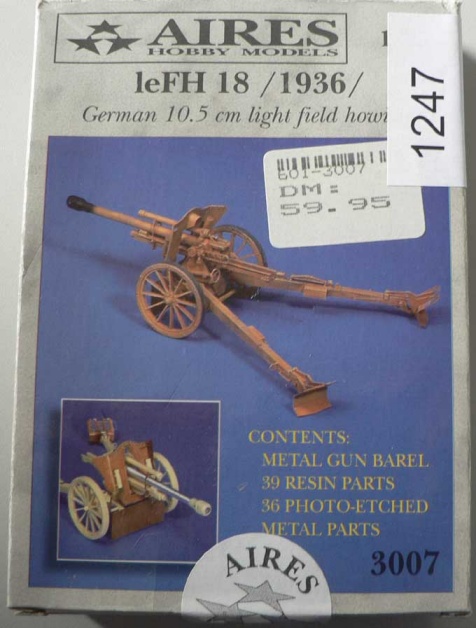 AIRES
HOBBY MODELS
leFH 18 /1936/
German 10.5 cm light field
1247
601-3007
DM:
59.95
CONTENTS:
METAL GUN BAREL
39 RESIN PARTS
36 PHOTO-ETCHED
METAL PARTS
3007
AIRES